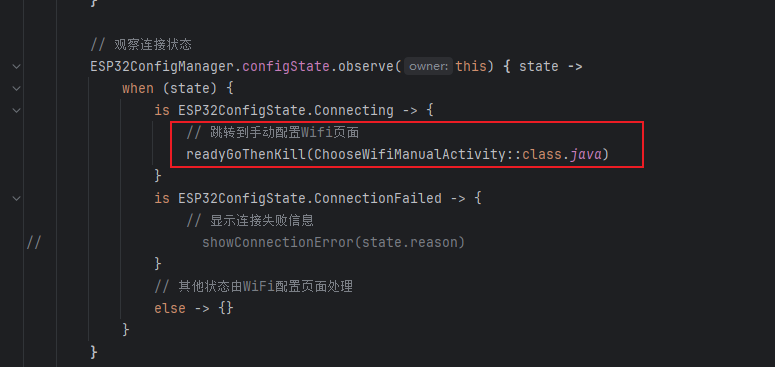 }
// 观察连接状态
ESP32ConfigManager.configState.observe( owner: this) { state ->
when (state) {
is ESP32ConfigState.Connecting -> {
// 跳转到手动配置Wifi页面
readyGoThenKill(ChooseWifiManualActivity::class.java)
}
is ESP32ConfigState.ConnectionFailed -> {
// 显示连接失败信息
// showConnectionError(state.reason)
}
// 其他状态由WiFi配置页面处理
else -> {}
}
}